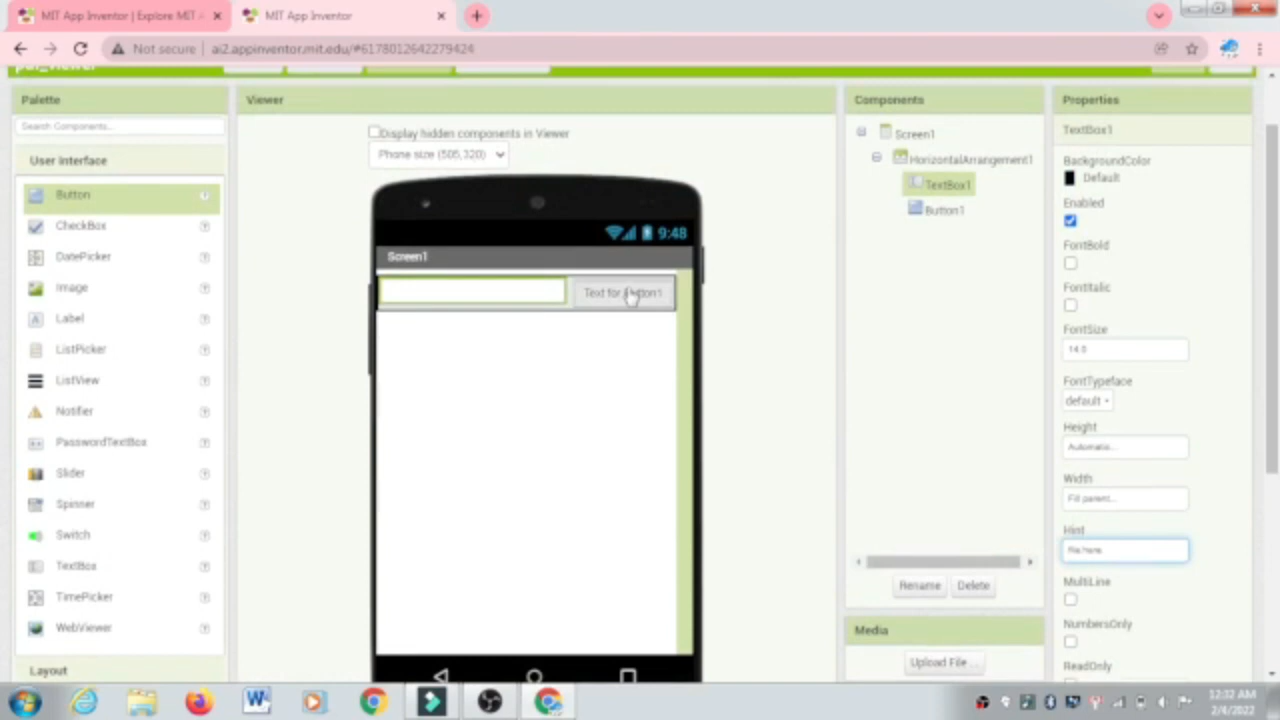 MIT App Inventor | Explore MIT A
MIT App Inventor
Not secure | ai2.appinventor.mit.edu/#6178012642279424
pdf_viewer
Palette
Search Components...
User Interface
Button
CheckBox
DatePicker
Image
Label
ListPicker
ListView
Notifier
PasswordTextBox
Slider
Spinner
Switch
TextBox
TimePicker
WebViewer
Layout
Viewer
Display hidden components in Viewer
Phone size (505,320)
9:48
Screen1
Text for Button1
Components
Screen1
HorizontalArrangement1
TextBox1
Button1
Rename
Delete
Media
Upload File ...
Properties
TextBox1
BackgroundColor
Default
Enabled
FontBold
FontItalic
FontSize
14.0
FontTypeface
default
Height
Automatic...
Width
Fill parent...
Hint
MultiLine
NumbersOnly
ReadOnly
12:32 AM
2/4/2022